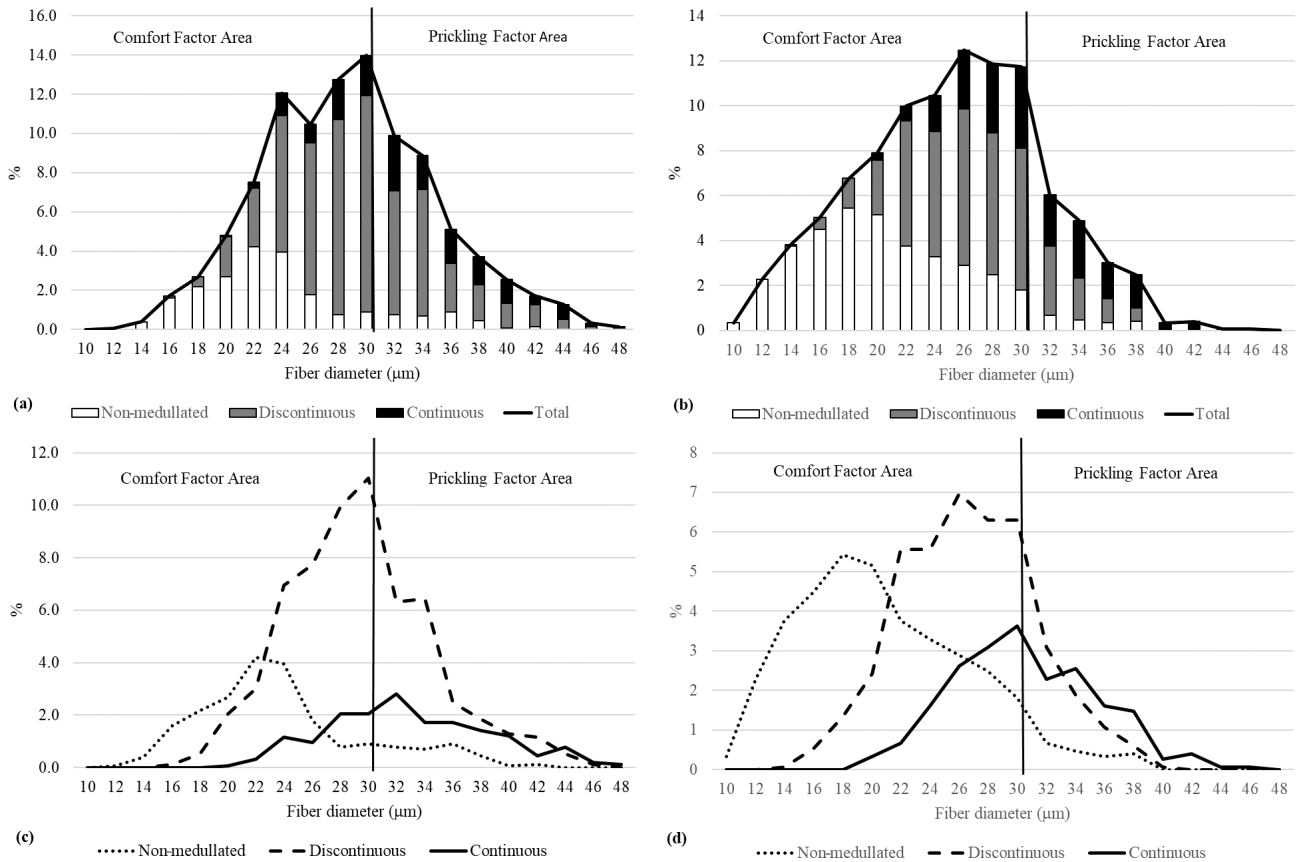 16.0
14.0
12.0
10.0
8.0
6.0
4.0
2.0
0.0
%
Comfort Factor Area
Prickling Factor Area
10 12 14 16 18 20 22 24 26 28 30 32 34 36 38 40 42 44 46 48
Fiber diameter (μm)
(a)
Non-medullated Discontinuous Continuous Total
14
12
10
8
6
4
2
0
%
Comfort Factor Area
Prickling Factor Area
10 12 14 16 18 20 22 24 26 28 30 32 34 36 38 40 42 44 46 48
Fiber diameter (μm)
(b)
Non-medullated Discontinuous Continuous Total
12.0
10.0
8.0
6.0
4.0
2.0
0.0
%
Comfort Factor Area
Prickling Factor Area
10 12 14 16 18 20 22 24 26 28 30 32 34 36 38 40 42 44 46 48
Fiber diameter (μm)
(c)
Non-medullated Discontinuous Continuous
8
7
6
5
4
3
2
1
0
%
Comfort Factor Area
Prickling Factor Area
10 12 14 16 18 20 22 24 26 28 30 32 34 36 38 40 42 44 46 48
Fiber diameter (μm)
(d)
Non-medullated Discontinuous Continuous